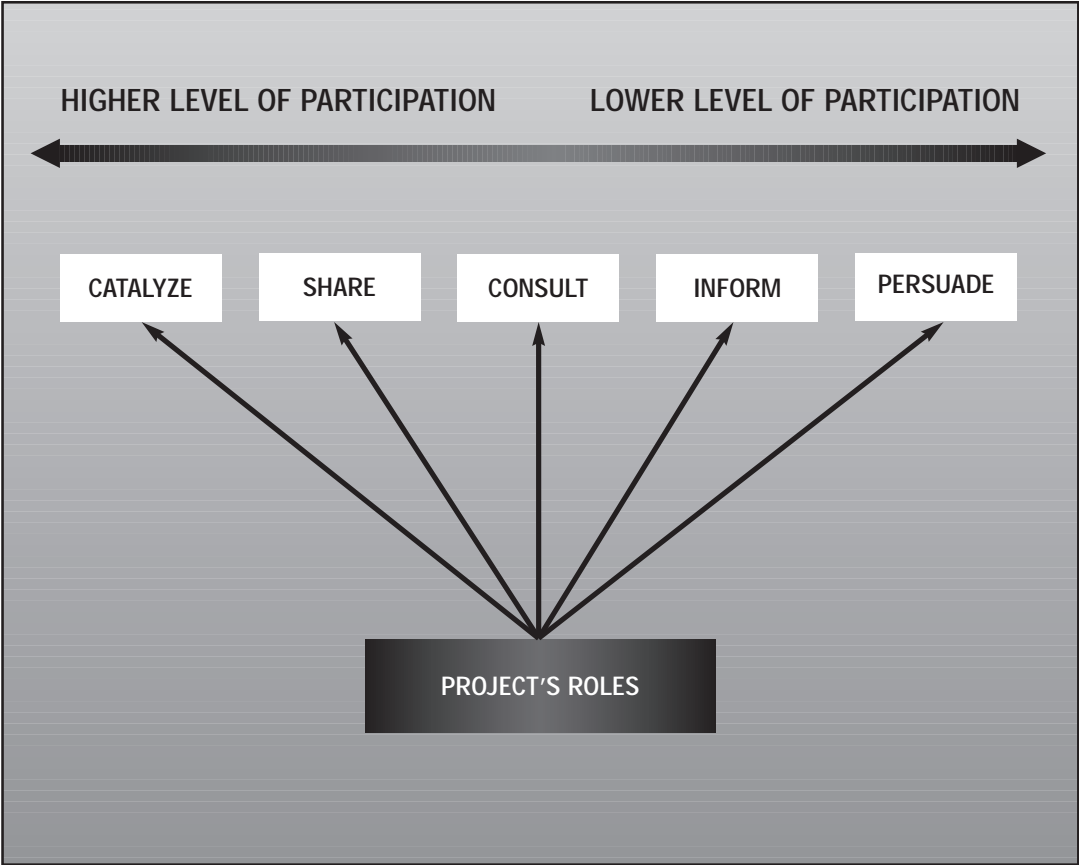 HIGHER LEVEL OF PARTICIPATION
LOWER LEVEL OF PARTICIPATION
CATALYZE
SHARE
CONSULT
INFORM
PERSUADE
PROJECT'S ROLES